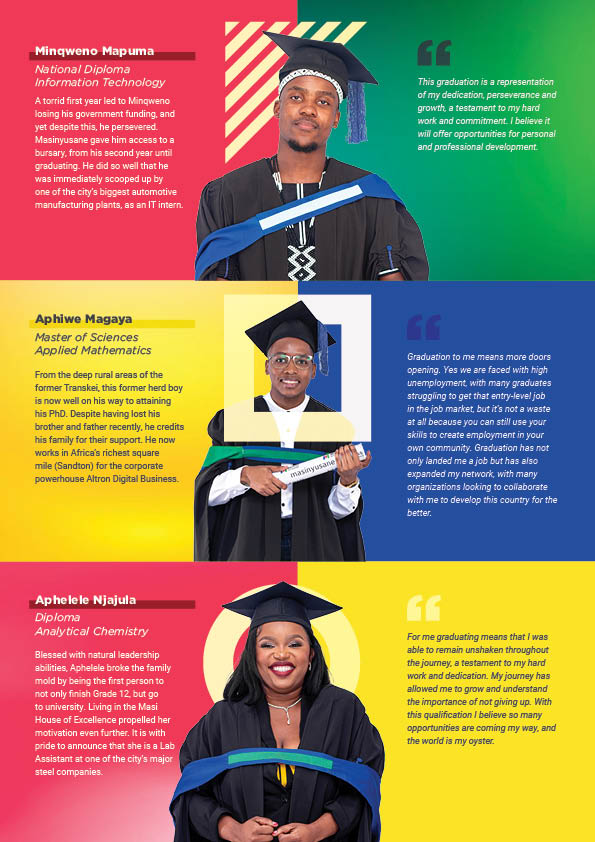 Minqweno Mapuma
National Diploma
Information Technology
A torrid first year led to Minqweno
losing his government funding, and
yet despite this, he persevered.
Masinyusane gave him access to a
bursary, from his second year until
graduating. He did so well that he
was immediately scooped up by
one of the city's biggest automotive
manufacturing plants, as an IT intern.
This graduation is a representation
of my dedication, perseverance and
growth, a testament to my hard
work and commitment. I believe it
will offer opportunities for personal
and professional development.
Aphiwe Magaya
Master of Sciences
Applied Mathematics
From the deep rural areas of the
former Transkei, this former herd boy
is now well on his way to attaining
his PhD. Despite having lost his
brother and father recently, he credits
his family for their support. He now
works in Africa's richest square
mile (Sandton) for the corporate
powerhouse Altron Digital Business.
masinyusane
Graduation to me means more doors
opening. Yes we are faced with high
unemployment, with many graduates
struggling to get that entry-level job
in the job market, but it's not a waste
at all because you can still use your
skills to create employment in your
own community. Graduation has not
only landed me a job but has also
expanded my network, with many
organizations looking to collaborate
with me to develop this country for the
better.
Aphelele Njajula
Diploma
Analytical Chemistry
Blessed with natural leadership
abilities, Aphelele broke the family
mold by being the first person to
not only finish Grade 12, but go
to university. Living in the Masi
House of Excellence propelled her
motivation even further. It is with
pride to announce that she is a Lab
Assistant at one of the city's major
steel companies.
For me graduating means that I was
able to remain unshaken throughout
the journey, a testament to my hard
work and dedication. My journey has
allowed me to grow and understand
the importance of not giving up. With
this qualification I believe so many
opportunities are coming my way, and
the world is my oyster.